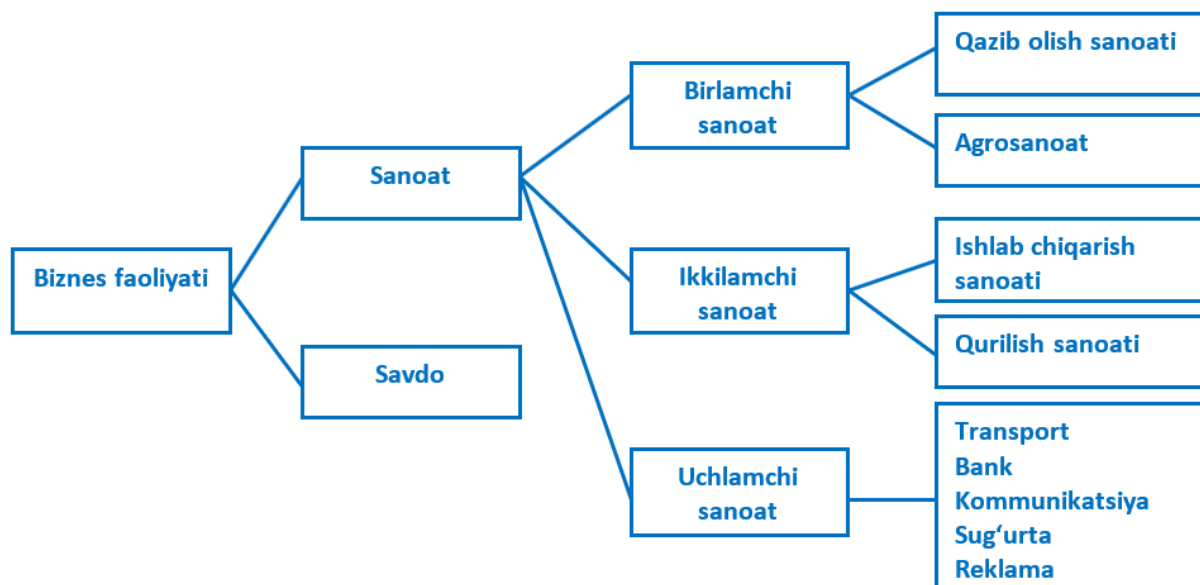 Biznes faoliyati
Sanoat
Savdo
Birlamchi
sanoat
Ikkilamchi
sanoat
Uchlamchi
sanoat
Qazib olish sanoati
Agrosanoat
Ishlab chiqarish
sanoati
Qurilish sanoati
Transport
Bank
Kommunikatsiya
Sug‘urta
Reklama